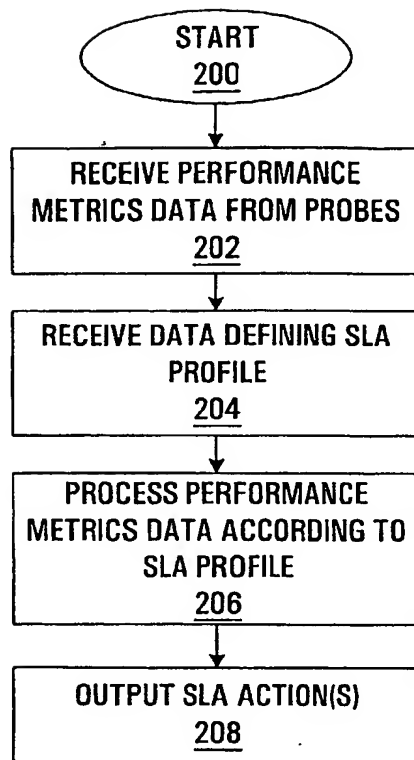 START
200
RECEIVE PERFORMANCE
METRICS DATA FROM PROBES
202
RECEIVE DATA DEFINING SLA
PROFILE
204
PROCESS PERFORMANCE
METRICS DATA ACCORDING TO
SLA PROFILE
206
OUTPUT SLA ACTION(S)
208